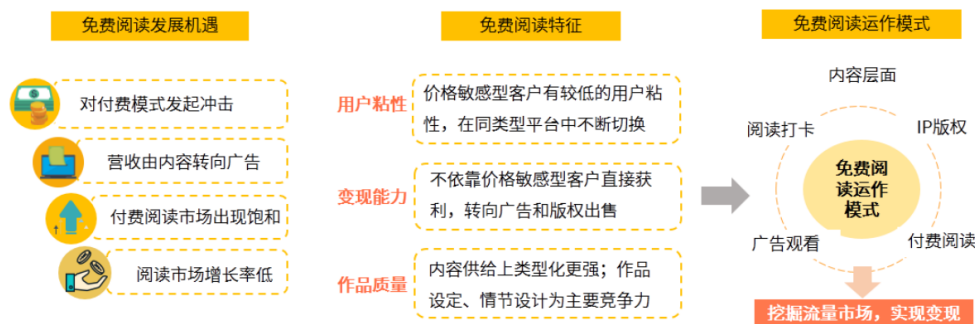 免费阅读发展机遇
对付费模式发起冲击
营收由内容转向广告
付费阅读市场出现饱和
阅读市场增长率低
免费阅读特征
用户粘性
价格敏感型客户有较低的用户粘
性，在同类型平台中不断切换
变现能力
不依靠价格敏感型客户直接获
利，转向广告和版权出售
作品质量
内容供给上类型化更强；作品
设定、情节设计为主要竞争力
免费阅读运作模式
内容层面
阅读打卡
IP版权
免费阅
读运作
模式
广告观看
付费阅读
挖掘流量市场，实现变现